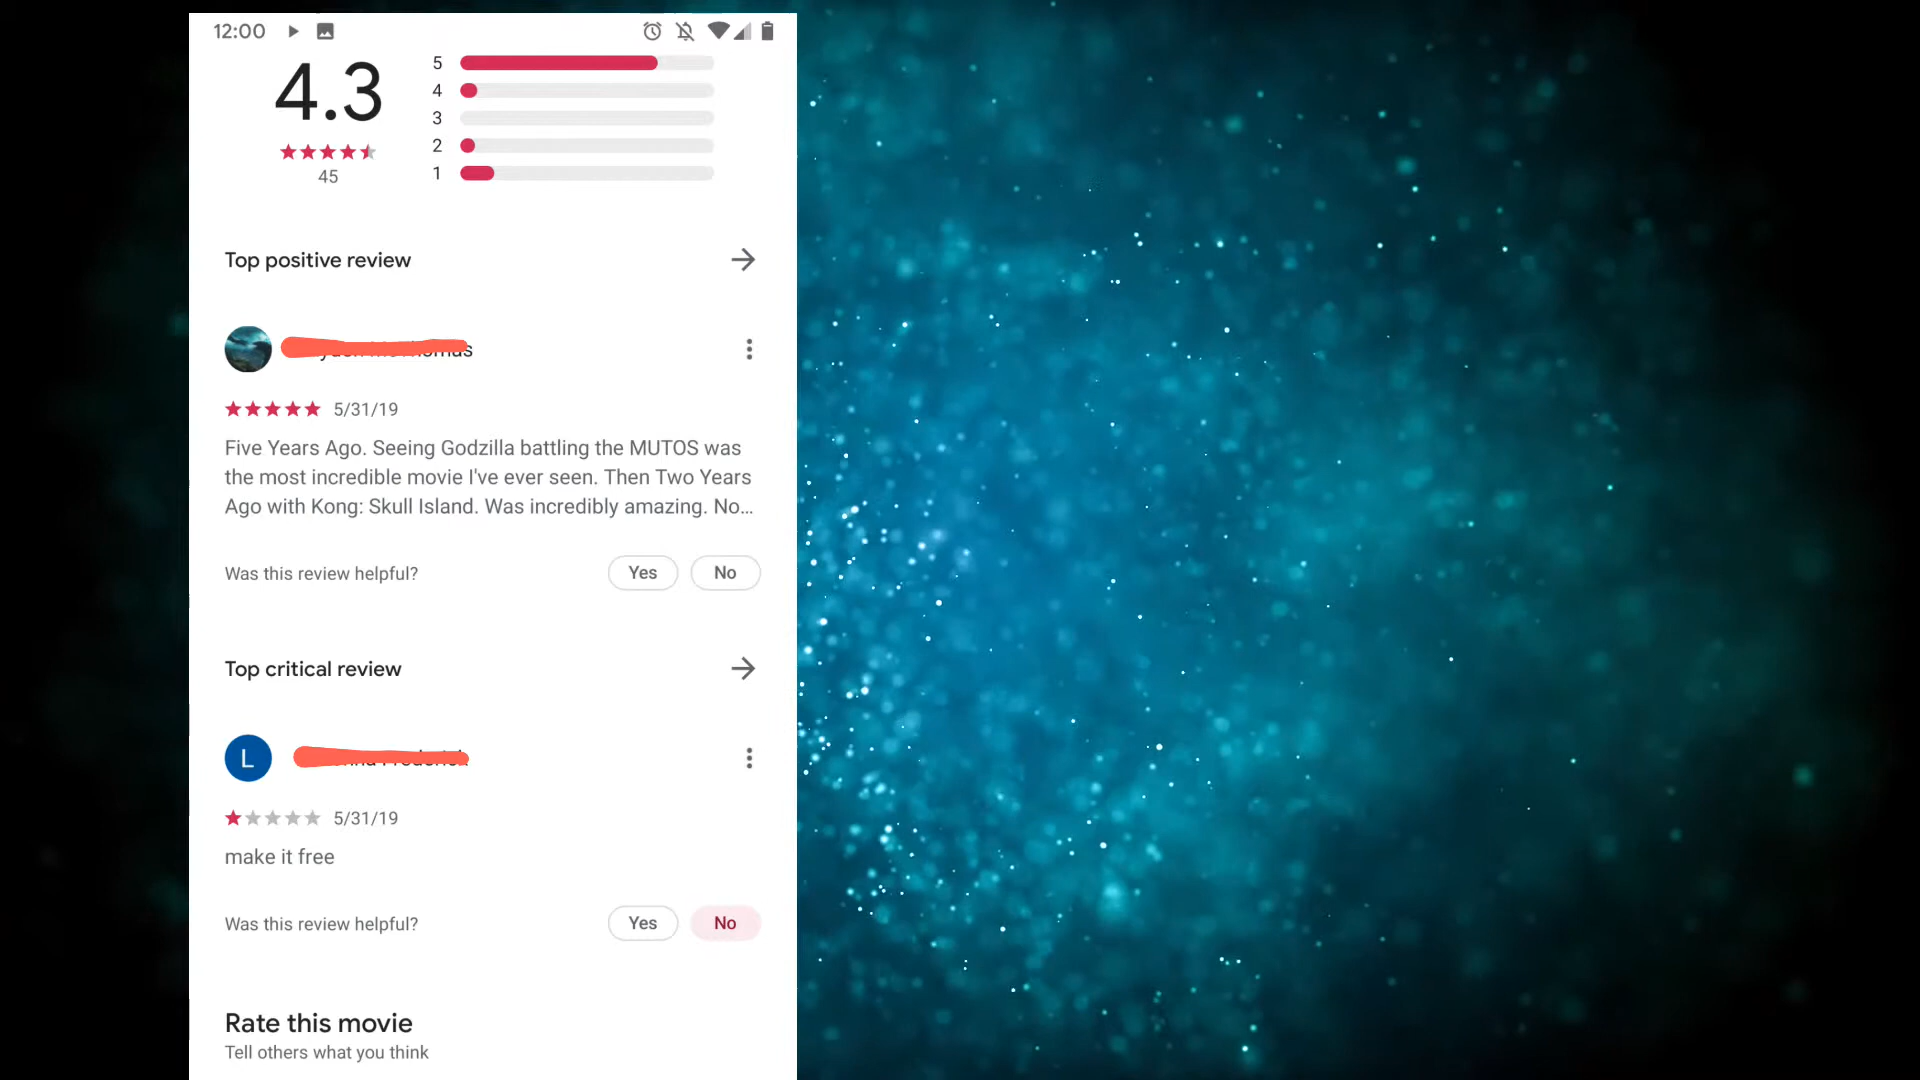 12:00
4.3
45
5
4
3
2
1
Top positive review
5/31/19
Five Years Ago. Seeing Godzilla battling the MUTOS was
the most incredible movie I've ever seen. Then Two Years
Ago with Kong: Skull Island. Was incredibly amazing. No...
Was this review helpful?
Yes
No
Top critical review
L
5/31/19
make it free
Was this review helpful?
Yes
No
Rate this movie
Tell others what you think